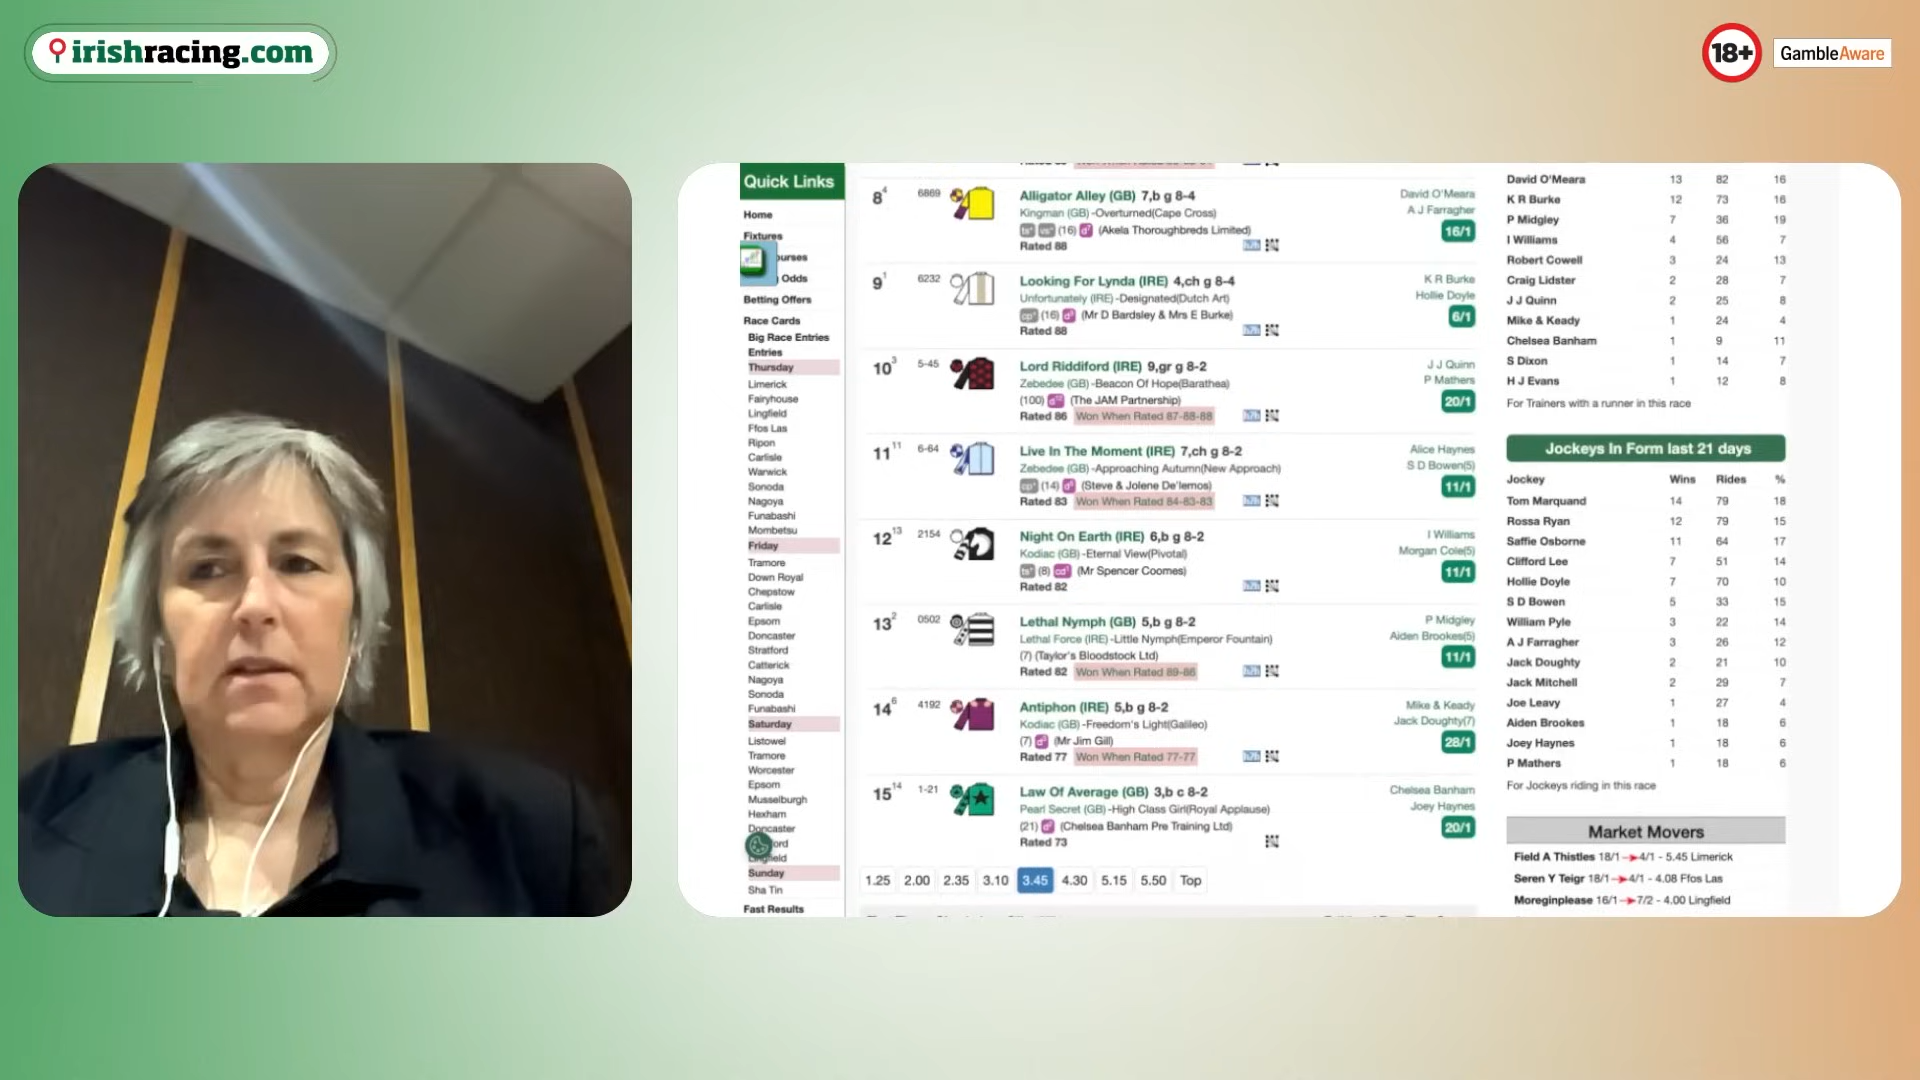 irishracing.com
18+
GambleAware
Quick Links
Home
Fixtures
ourses
Odds
Betting Offers
Race Cards
Big Race Entries
Entries
Thursday
Limerick
Fairyhouse
Lingfield
Ffos Las
Ripon
Carlisle
Warwick
Sonoda
Nagoya
Funabashi
Mombetsu
Friday
Tramore
Down Royal
Chepstow
Carlisle
Epsom
Doncaster
Stratford
Catterick
Nagoya
Sonoda
Funabashi
Saturday
Listowel
Tramore
Worcester
Epsom
Musselburgh
Hexham
Doncaster
ord
Lingfield
Sunday
Sha Tin
Fast Results
8 4 6869 Alligator Alley (GB) 7,b g 8-4 David O'Meara
Kingman (GB) -Overturned(Cape Cross) A J Farragher
(16) (Akela Thoroughbreds Limited) 16/1
Rated 88
9 1 6232 Looking For Lynda (IRE) 4,ch g 8-4 K R Burke
Unfortunately (IRE) -Designated(Dutch Art) Hollie Doyle
(16) (Mr D Bardsley & Mrs E Burke) 6/1
Rated 88
10 3 5-45 Lord Riddiford (IRE) 9,gr g 8-2 J J Quinn
Zebedee (GB) -Beacon Of Hope(Barathea) P Mathers
(100) (The JAM Partnership) 20/1
Rated 86 Won When Rated 87-88-88
11 11 6-64 Live In The Moment (IRE) 7,ch g 8-2 Alice Haynes
Zebedee (GB) -Approaching Autumn(New Approach) S D Bowen(5)
(14) (Steve & Jolene De'lemos) 11/1
Rated 83 Won When Rated 84-83-83
12 13 2154 Night On Earth (IRE) 6,b g 8-2 I Williams
Kodiac (GB) -Eternal View(Pivotal) Morgan Cole(5)
(8) (Mr Spencer Coomes) 11/1
Rated 82
13 2 0502 Lethal Nymph (GB) 5,b g 8-2 P Midgley
Lethal Force (IRE) -Little Nymph(Emperor Fountain) Aiden Brookes(5)
(7) (Taylor's Bloodstock Ltd) 11/1
Rated 82 Won When Rated 89-86
14 6 4192 Antiphon (IRE) 5,b g 8-2 Mike & Keady
Kodiac (GB) -Freedom's Light(Galileo) Jack Doughty(7)
(7) (Mr Jim Gill) 28/1
Rated 77 Won When Rated 77-77
15 14 1-21 Law Of Average (GB) 3,b c 8-2 Chelsea Banham
Pearl Secret (GB) -High Class Girl(Royal Applause) Joey Haynes
(21) (Chelsea Banham Pre Training Ltd) 20/1
Rated 73
1.25 2.00 2.35 3.10 3.45 4.30 5.15 5.50 Top
David O'Meara 13 82 16
K R Burke 12 73 16
P Midgley 7 36 19
I Williams 4 56 7
Robert Cowell 3 24 13
Craig Lidster 2 28 7
J J Quinn 2 25 8
Mike & Keady 1 24 4
Chelsea Banham 1 9 11
S Dixon 1 14 7
H J Evans 1 12 8
For Trainers with a runner in this race
Jockeys In Form last 21 days
Jockey Wins Rides %
Tom Marquand 14 79 18
Rossa Ryan 12 79 15
Saffie Osborne 11 64 17
Clifford Lee 7 51 14
Hollie Doyle 7 70 10
S D Bowen 5 33 15
William Pyle 3 22 14
A J Farragher 3 26 12
Jack Doughty 2 21 10
Jack Mitchell 2 29 7
Joe Leavy 1 27 4
Aiden Brookes 1 18 6
Joey Haynes 1 18 6
P Mathers 1 18 6
For Jockeys riding in this race
Market Movers
Field A Thistles 18/1 4/1 - 5.45 Limerick
Seren Y Teigr 18/1 4/1 - 4.08 Ffos Las
Moreginplease 16/1 7/2 - 4.00 Lingfield